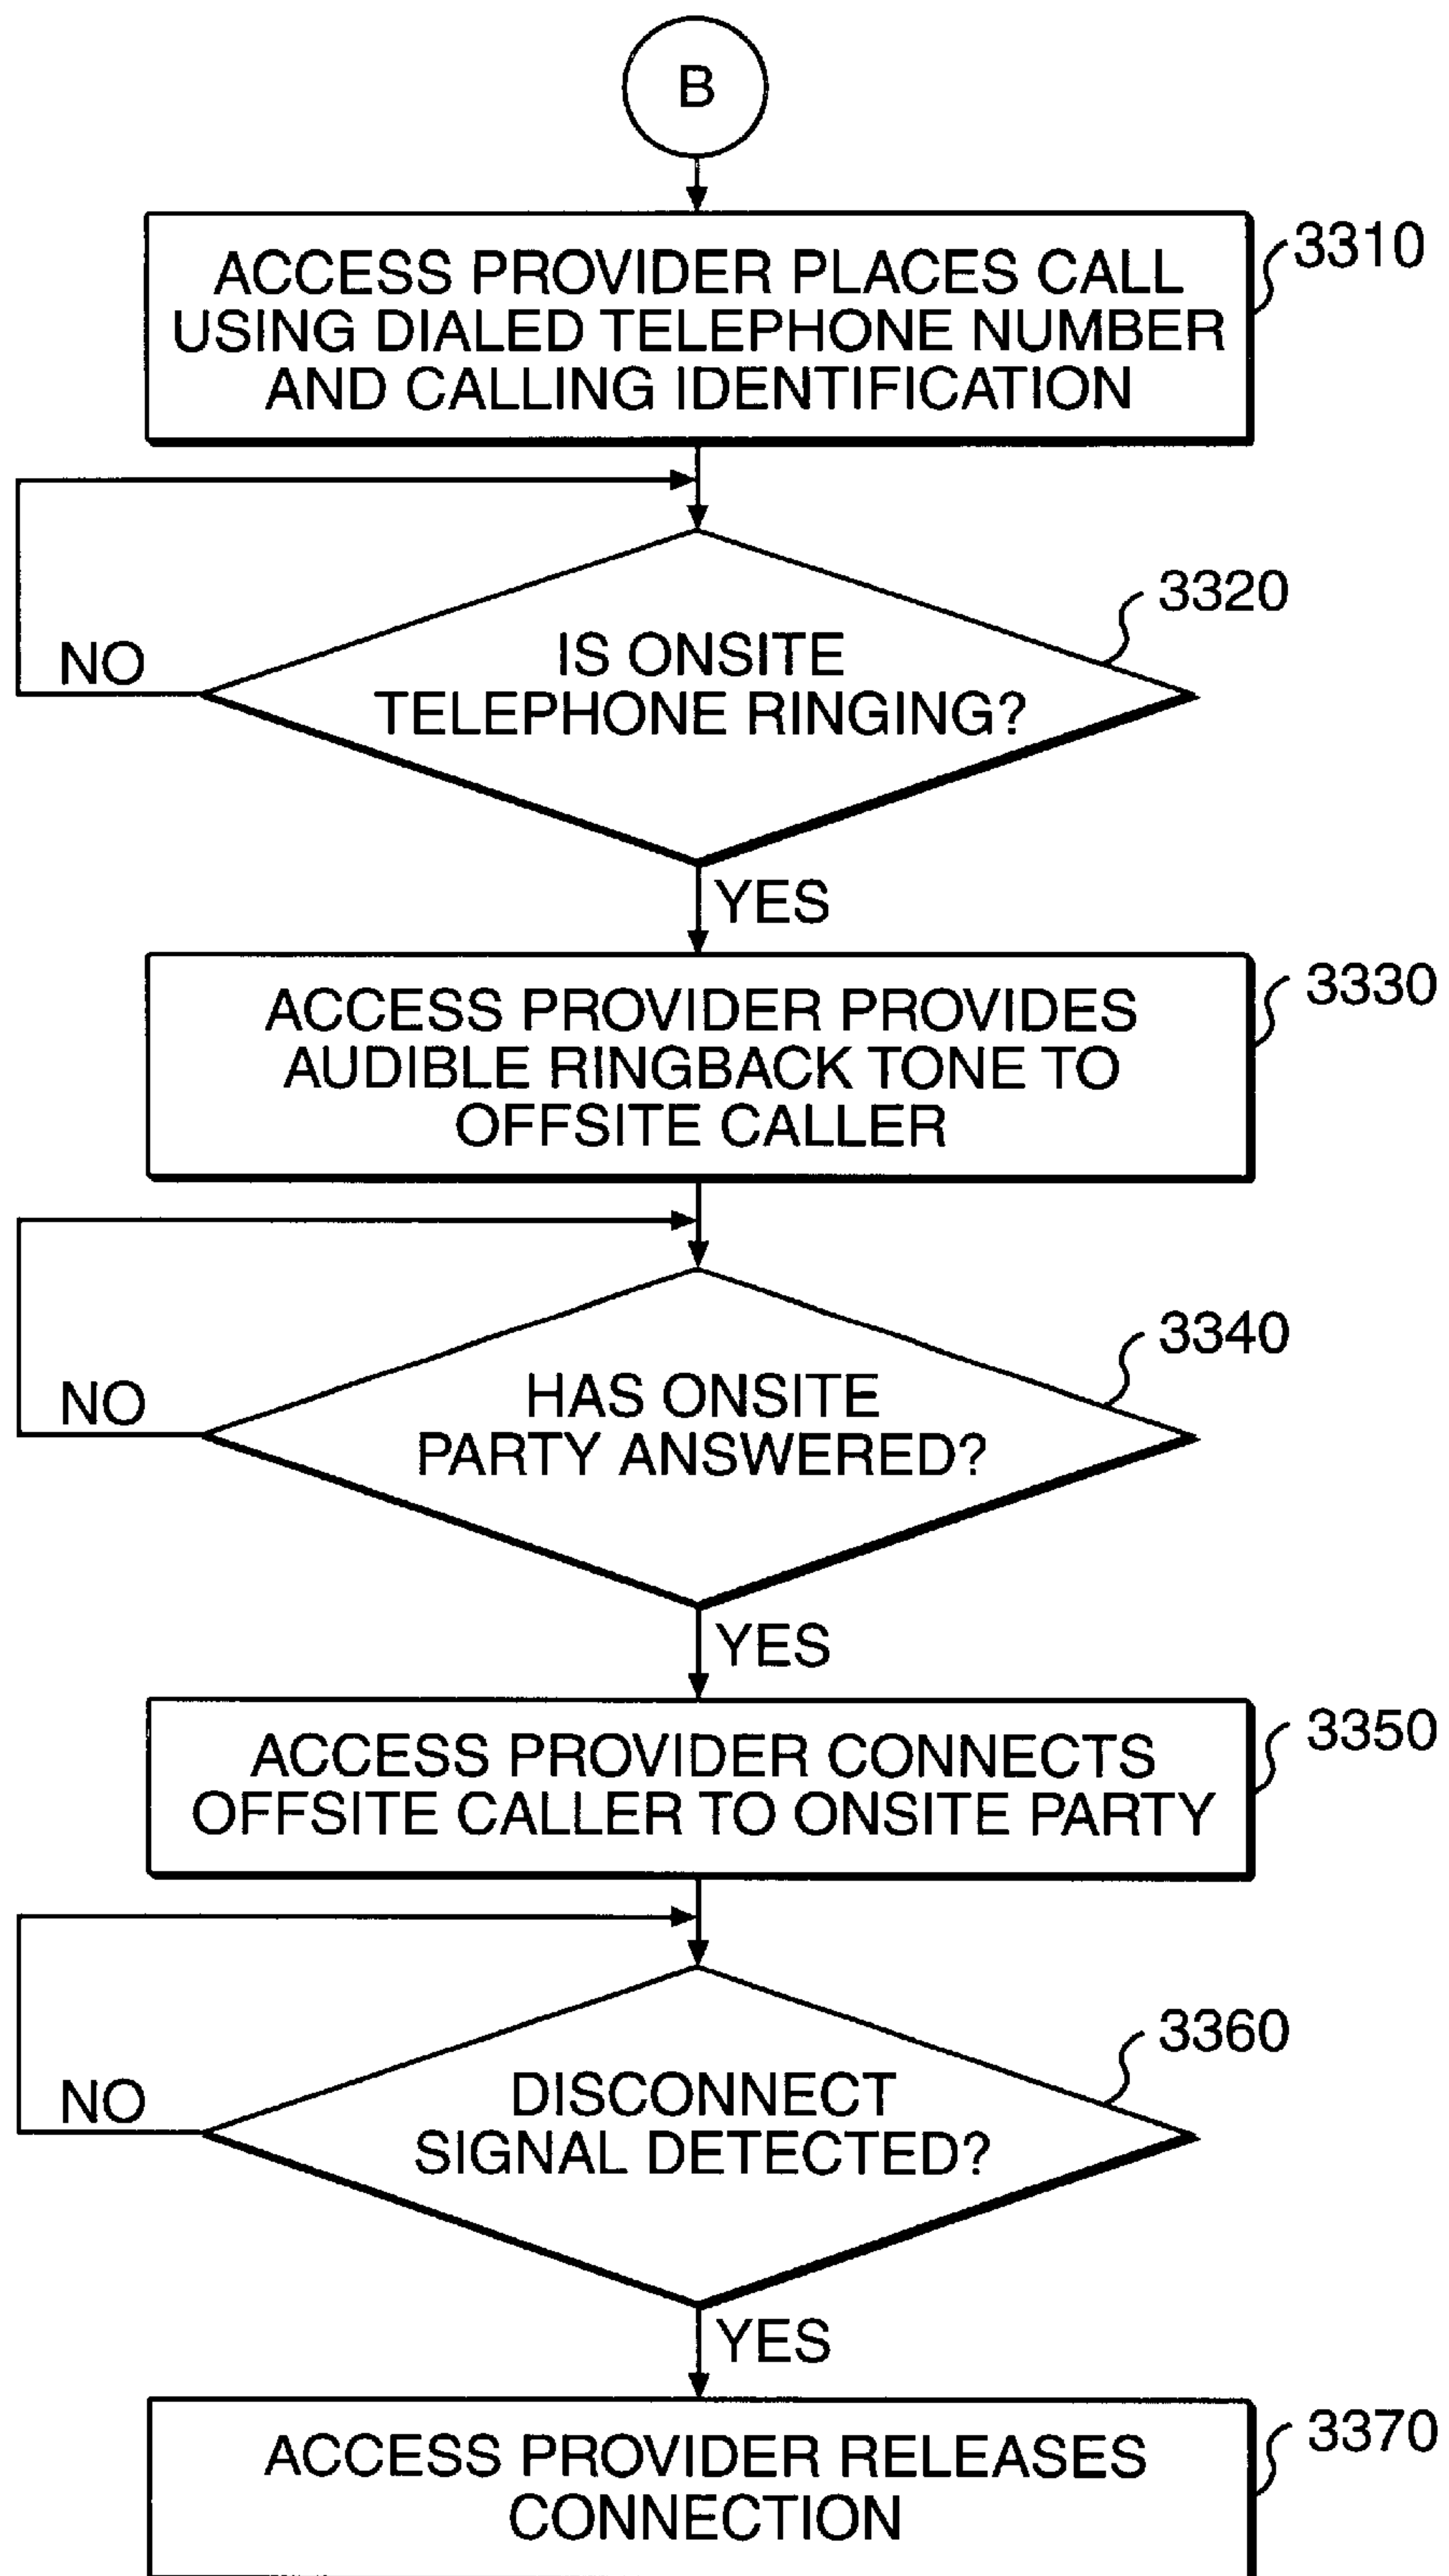 B
ACCESS PROVIDER PLACES CALL
USING DIALED TELEPHONE NUMBER
AND CALLING IDENTIFICATION
3310
IS ONSITE
TELEPHONE RINGING?
3320
NO
YES
ACCESS PROVIDER PROVIDES
AUDIBLE RINGBACK TONE TO
OFFSITE CALLER
3330
HAS ONSITE
PARTY ANSWERED?
3340
NO
YES
ACCESS PROVIDER CONNECTS
OFFSITE CALLER TO ONSITE PARTY
3350
DISCONNECT
SIGNAL DETECTED?
3360
NO
YES
ACCESS PROVIDER RELEASES
CONNECTION
3370